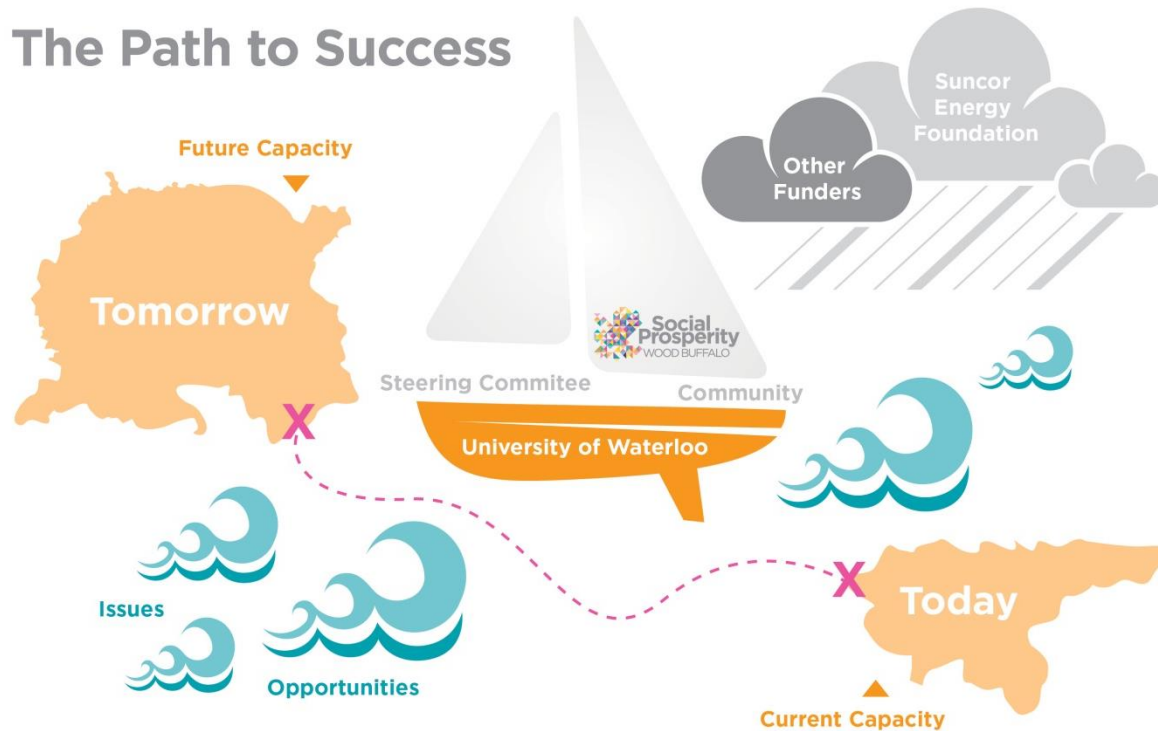 The Path to Success
Suncor
Energy
Foundation
Other
Funders
Future Capacity
Tomorrow
Social
Prosperity
WOOD BUFFALO
Steering Commitee
Community
University of Waterloo
X
X
Today
Issues
Opportunities
Current Capacity